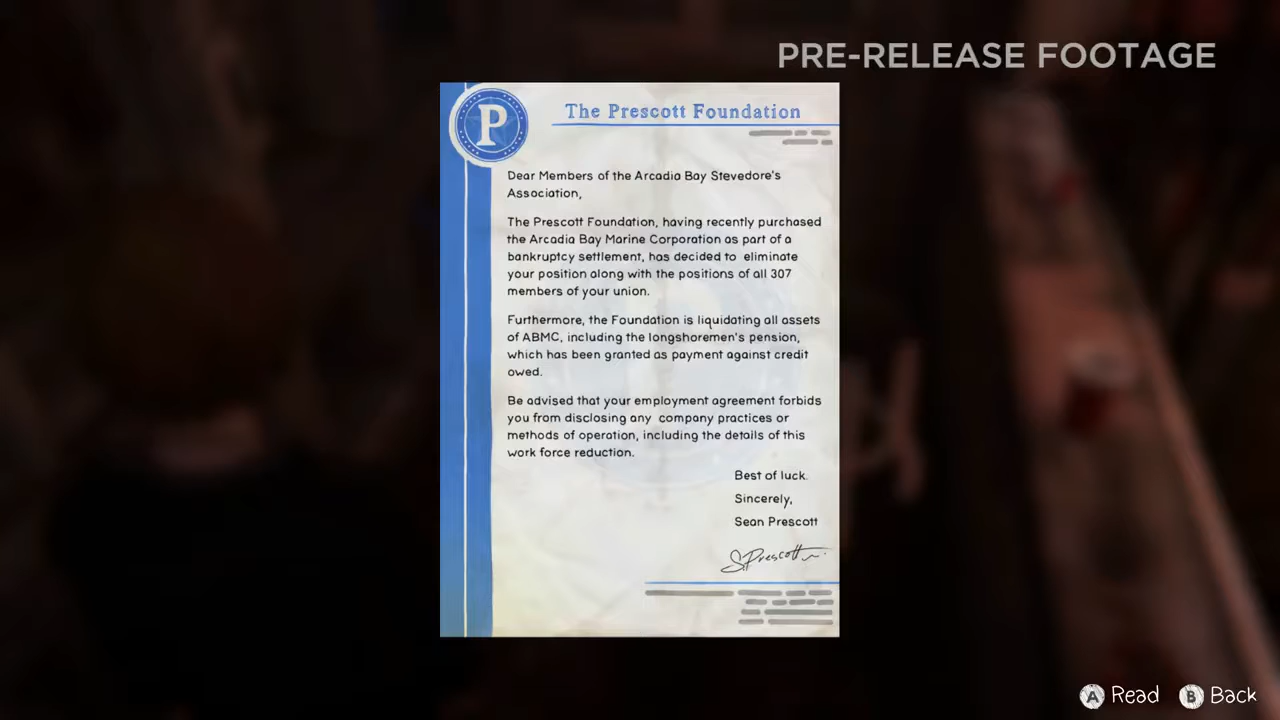 PRE-RELEASE FOOTAGE
P
The Prescott Foundation
Dear Members of the Arcadia Bay Stevedore's
Association,
The Prescott Foundation, having recently purchased
the Arcadia Bay Marine Corporation as part of a
bankruptcy settlement, has decided to eliminate
your position along with the positions of all 307
members of your union.
Furthermore, the Foundation is liquidating all assets
of ABMC, including the longshoremen's pension,
which has been granted as payment against credit
owed.
Be advised that your employment agreement forbids
you from disclosing any company practices or
methods of operation, including the details of this
work force reduction.
Best of luck.
Sincerely,
Sean Prescott
S.Prescott
A Read B Back